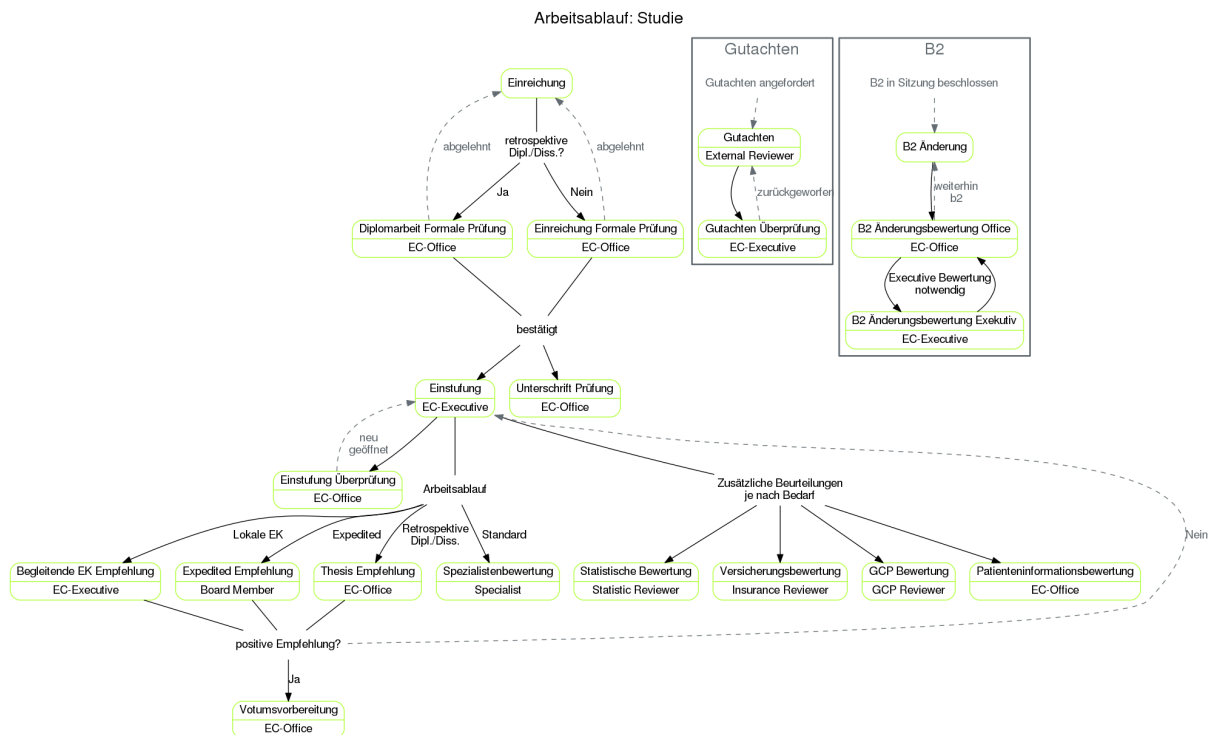 Arbeitsablauf: Studie
Einreichung
retrospektive
Dipl./Diss.?
abgelehnt
abgelehnt
Ja
Nein
Diplomarbeit Formale Prüfung
EC-Office
Einreichung Formale Prüfung
EC-Office
bestätigt
Einstufung
EC-Executive
Unterschrift Prüfung
EC-Office
neu
geöffnet
Einstufung Überprüfung
EC-Office
Arbeitsablauf
Zusätzliche Beurteilungen
je nach Bedarf
Lokale EK
Expedited
Retrospektive
Dipl./Diss.
Standard
Nein
Begleitende EK Empfehlung
EC-Executive
Expedited Empfehlung
Board Member
Thesis Empfehlung
EC-Office
Spezialistenbewertung
Specialist
Statistische Bewertung
Statistic Reviewer
Versicherungsbewertung
Insurance Reviewer
GCP Bewertung
GCP Reviewer
Patienteninformationsbewertung
EC-Office
positive Empfehlung?
Ja
Votumsvorbereitung
EC-Office
Gutachten
Gutachten angefordert
Gutachten
External Reviewer
zurückgeworfen
Gutachten Überprüfung
EC-Executive
B2
B2 in Sitzung beschlossen
B2 Änderung
weiterhin
b2
B2 Änderungsbewertung Office
EC-Office
Executive Bewertung
notwendig
B2 Änderungsbewertung Exekutiv
EC-Executive